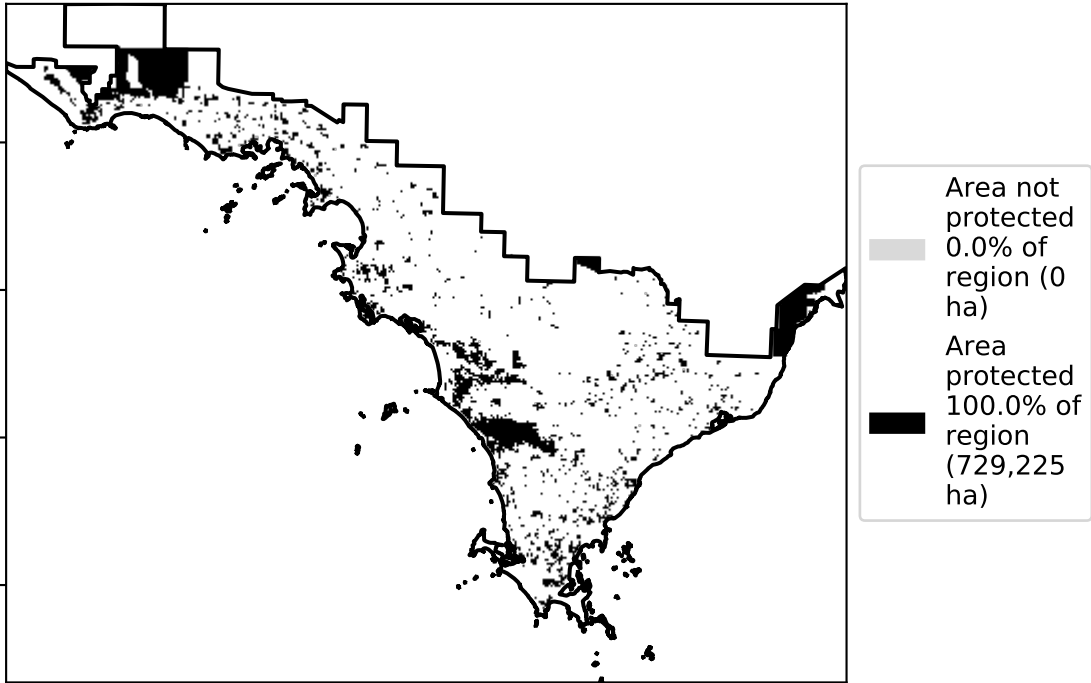 Area not
protected
0.0% of
region (0
ha)
Area
protected
100.0% of
region
(729,225
ha)